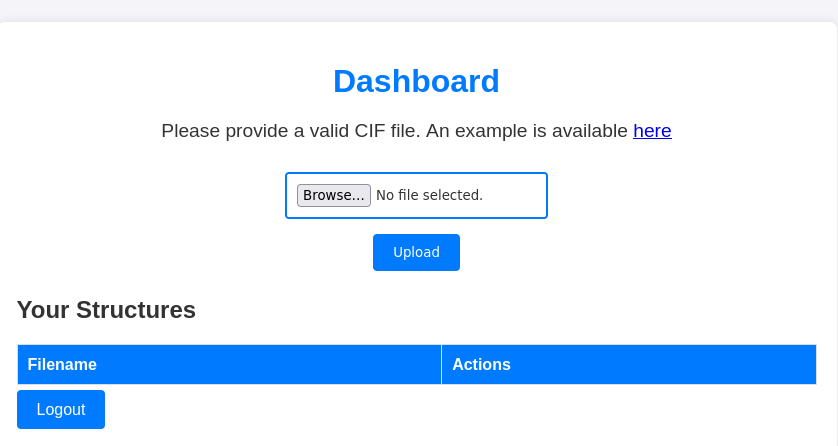 Dashboard
Please provide a valid CIF file. An example is available here
Browse... No file selected.
Upload
Your Structures
Filename Actions
Logout